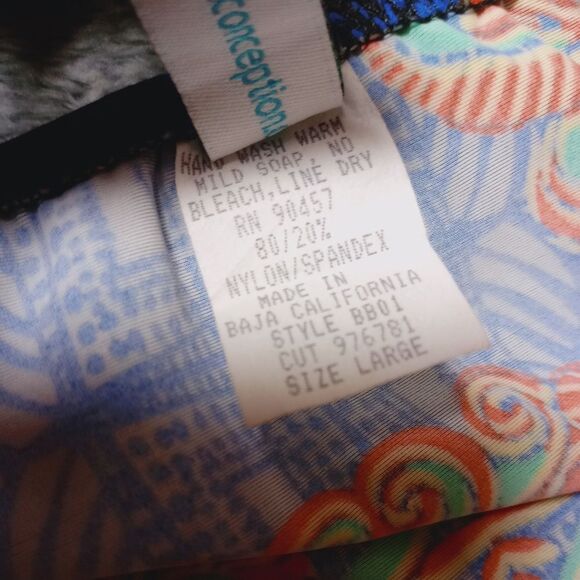 conception
HAND WASH WARM
MILD SOAP, NO
BLEACH, LINE DRY
RN 90457
80/20%
NYLON/SPANDEX
MADE IN
BAJA CALIFORNIA
STYLE BB01
CUT 976781
SIZE LARGE